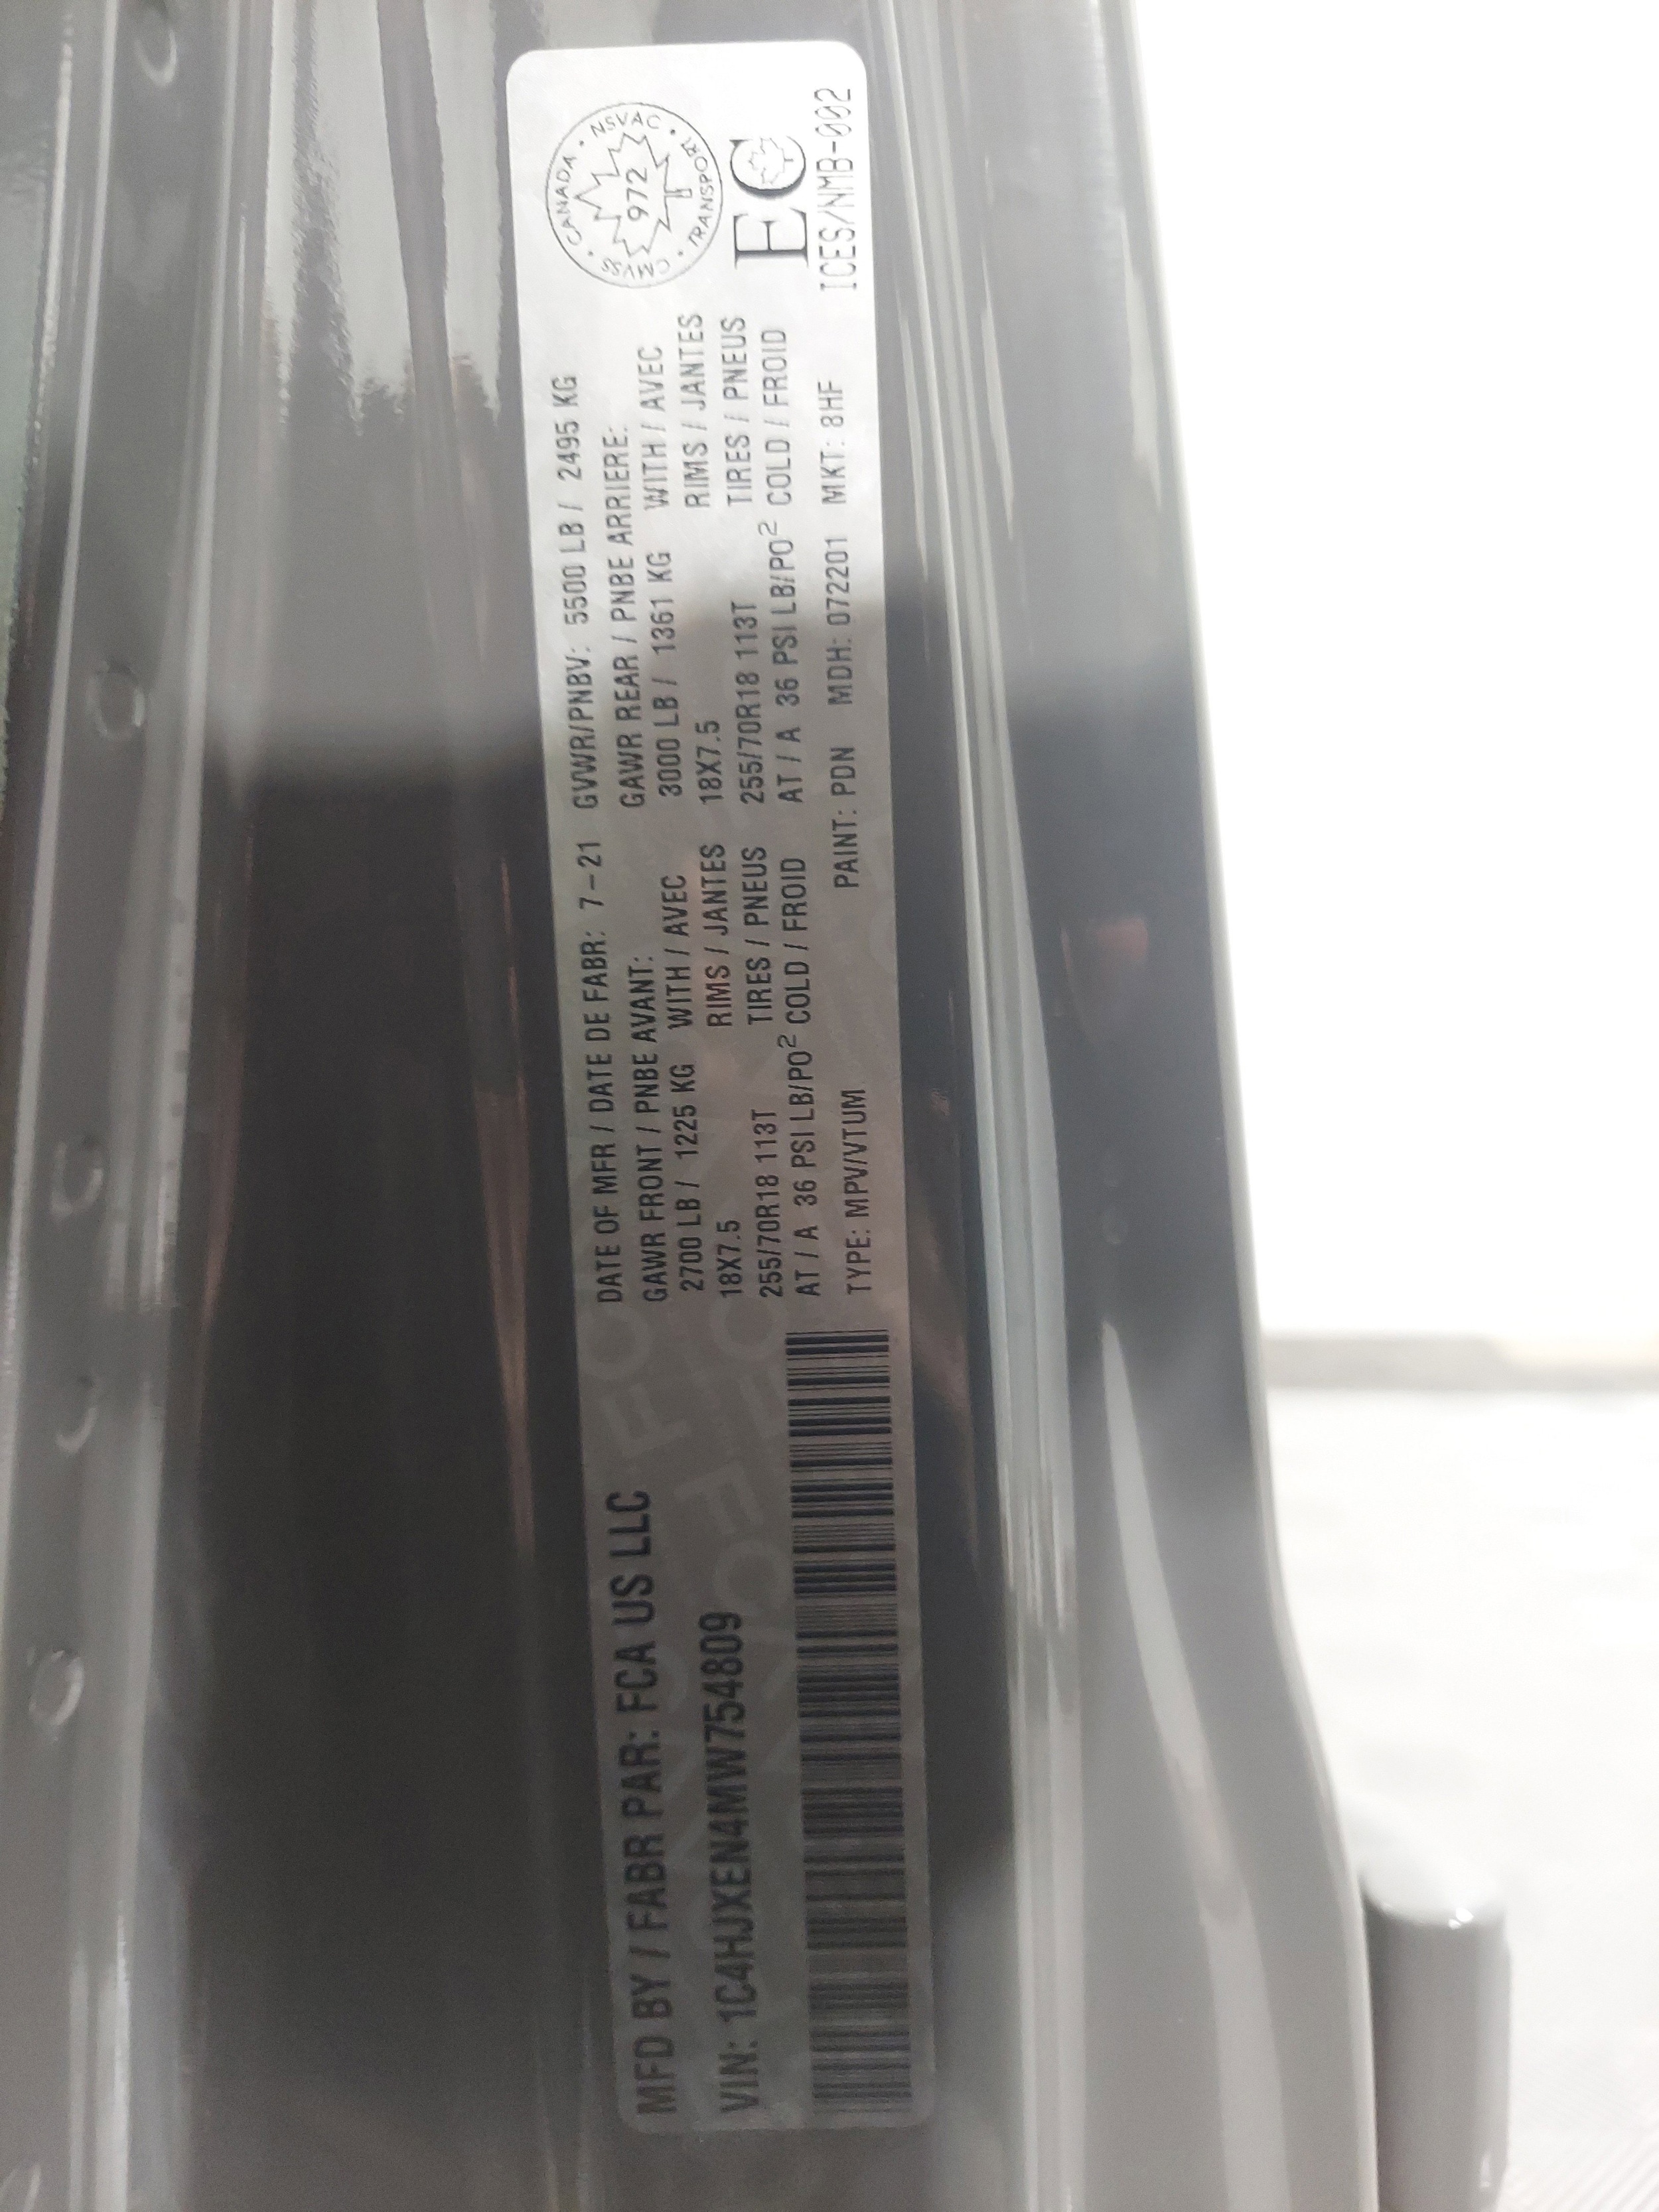 MFD BY / FABR PAR: FCA US LLC
VIN: 1C4HJXEN4MW754809
DATE OF MFR / DATE DE FABR: 7-21 GVWR/PNBV: 5500 LB / 2495 KG
GAWR FRONT / PNBE AVANT:
2700 LB / 1225 KG WITH / AVEC
18X7.5 RIMS / JANTES
255/70R18 113T TIRES / PNEUS
AT / A 36 PSI LB/PO² COLD / FROID
GAWR REAR / PNBE ARRIERE:
3000 LB / 1361 KG WITH / AVEC
18X7.5 RIMS / JANTES
255/70R18 113T TIRES / PNEUS
AT / A 36 PSI LB/PO² COLD / FROID
TYPE: MPV/VTUM PAINT: PDN MDH: 072201 MKT: 8HF
CMVSS · CANADA · NSVAC · TRANSPORT ·
972
EC
ICES/NMB-002